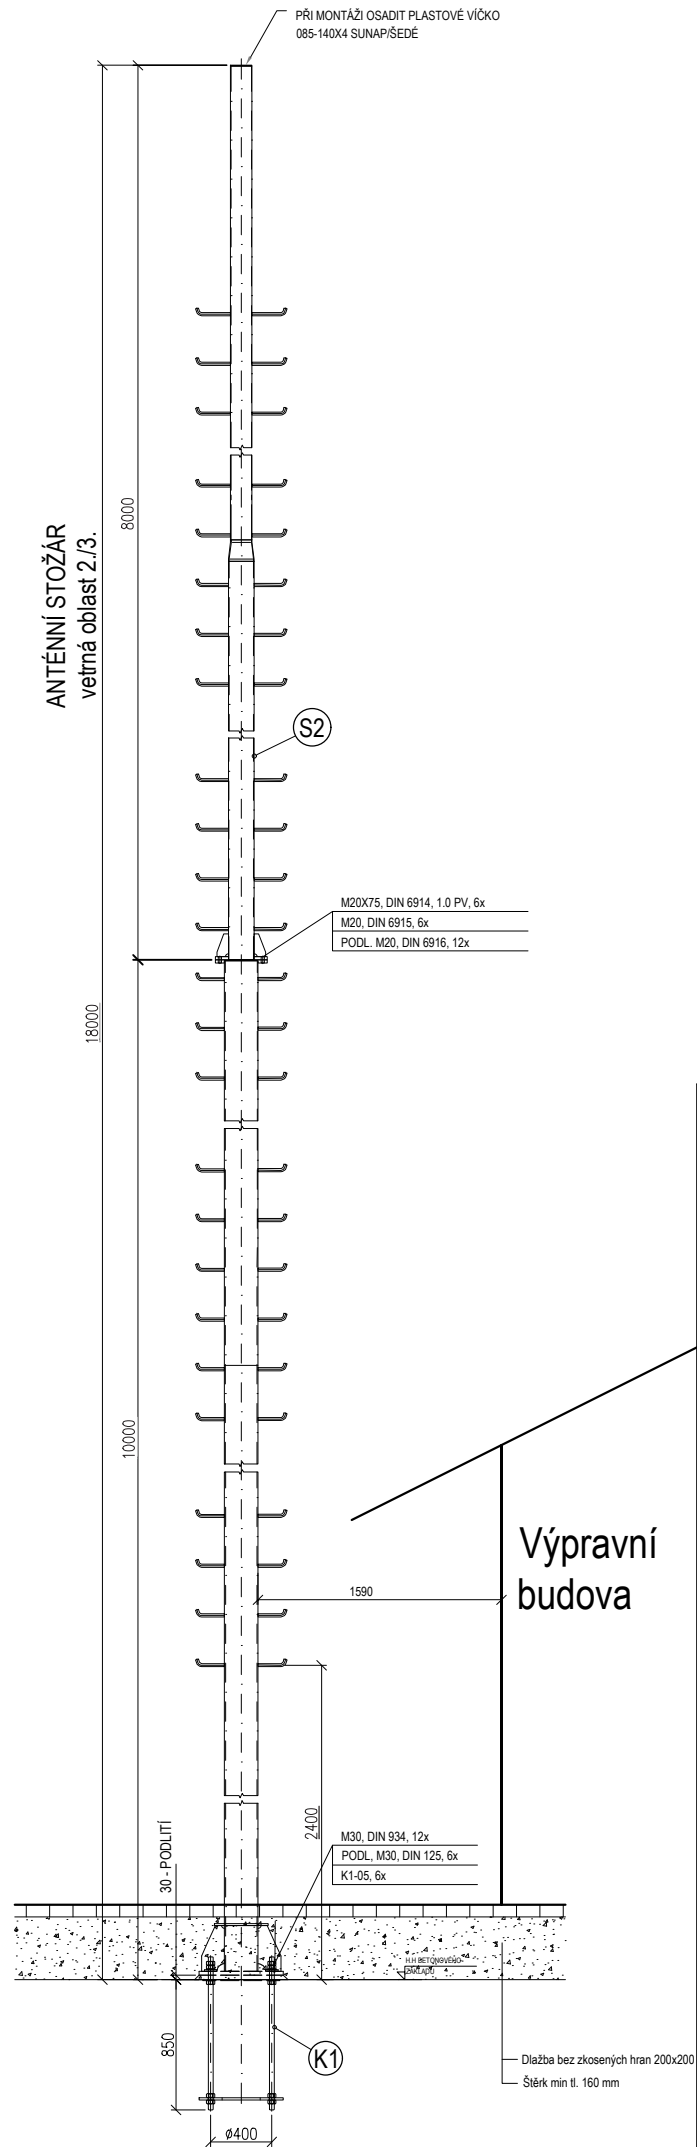 PŘI MONTÁŽI OSADIT PLASTOVÉ VÍČKO
085-140X4 SUNAP/ŠEDÉ
8000
ANTÉNNÍ STOŽÁR
vetrná oblast 2./3.
S2
M20X75, DIN 6914, 1.0 PV, 6x
M20, DIN 6915, 6x
PODL. M20, DIN 6916, 12x
18000
10000
Výpravní
budova
1590
2400
30 - PODLITÍ
M30, DIN 934, 12x
PODL, M30, DIN 125, 6x
K1-05, 6x
H.H BETONOVÉHO
ZÁKLADU
850
K1
Dlažba bez zkosených hran 200x200
Štěrk min tl. 160 mm
ø400